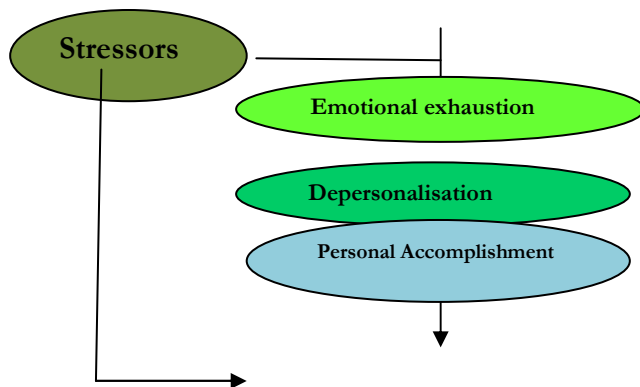 Stressors
Emotional exhaustion
Depersonalisation
Personal Accomplishment